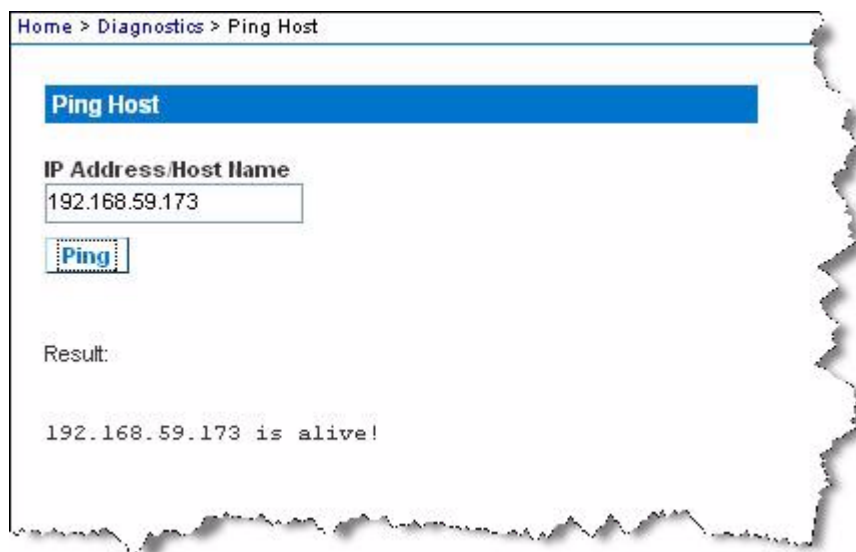 Home > Diagnostics > Ping Host
Ping Host
IP Address/Host Name
192.168.59.173
Ping
Result:
192.168.59.173 is alive!